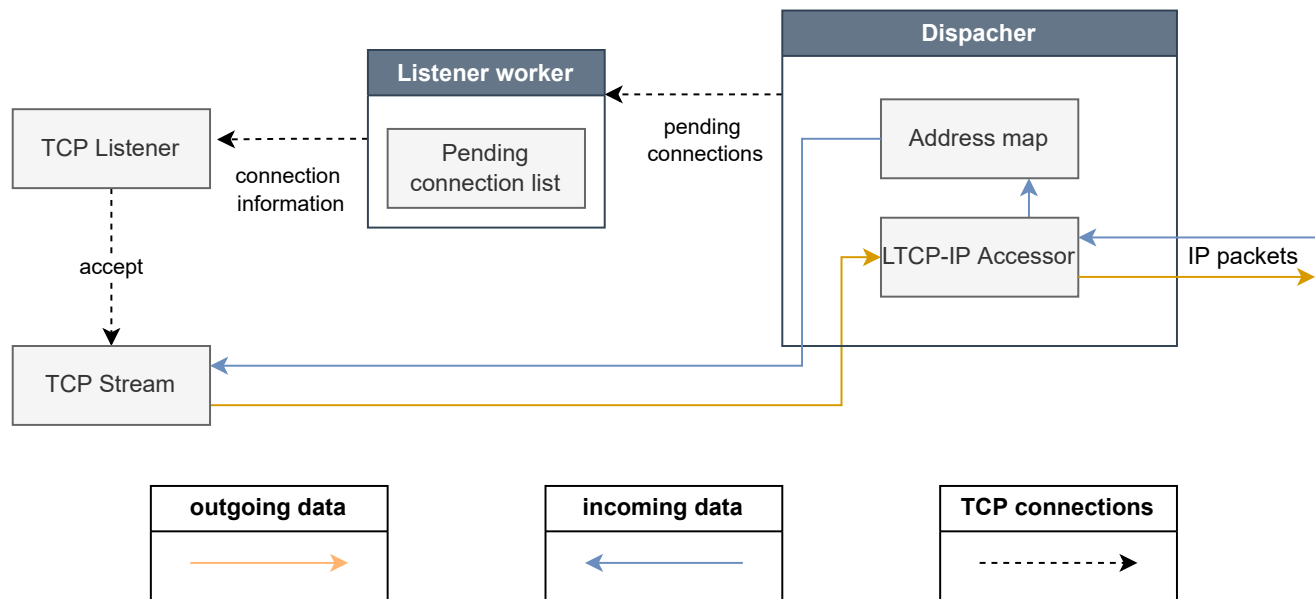 Dispacher
Listener worker
TCP Listener
Pending
connection list
pending
connections
Address map
connection
information
LTCP-IP Accessor
IP packets
accept
TCP Stream
outgoing data
incoming data
TCP connections